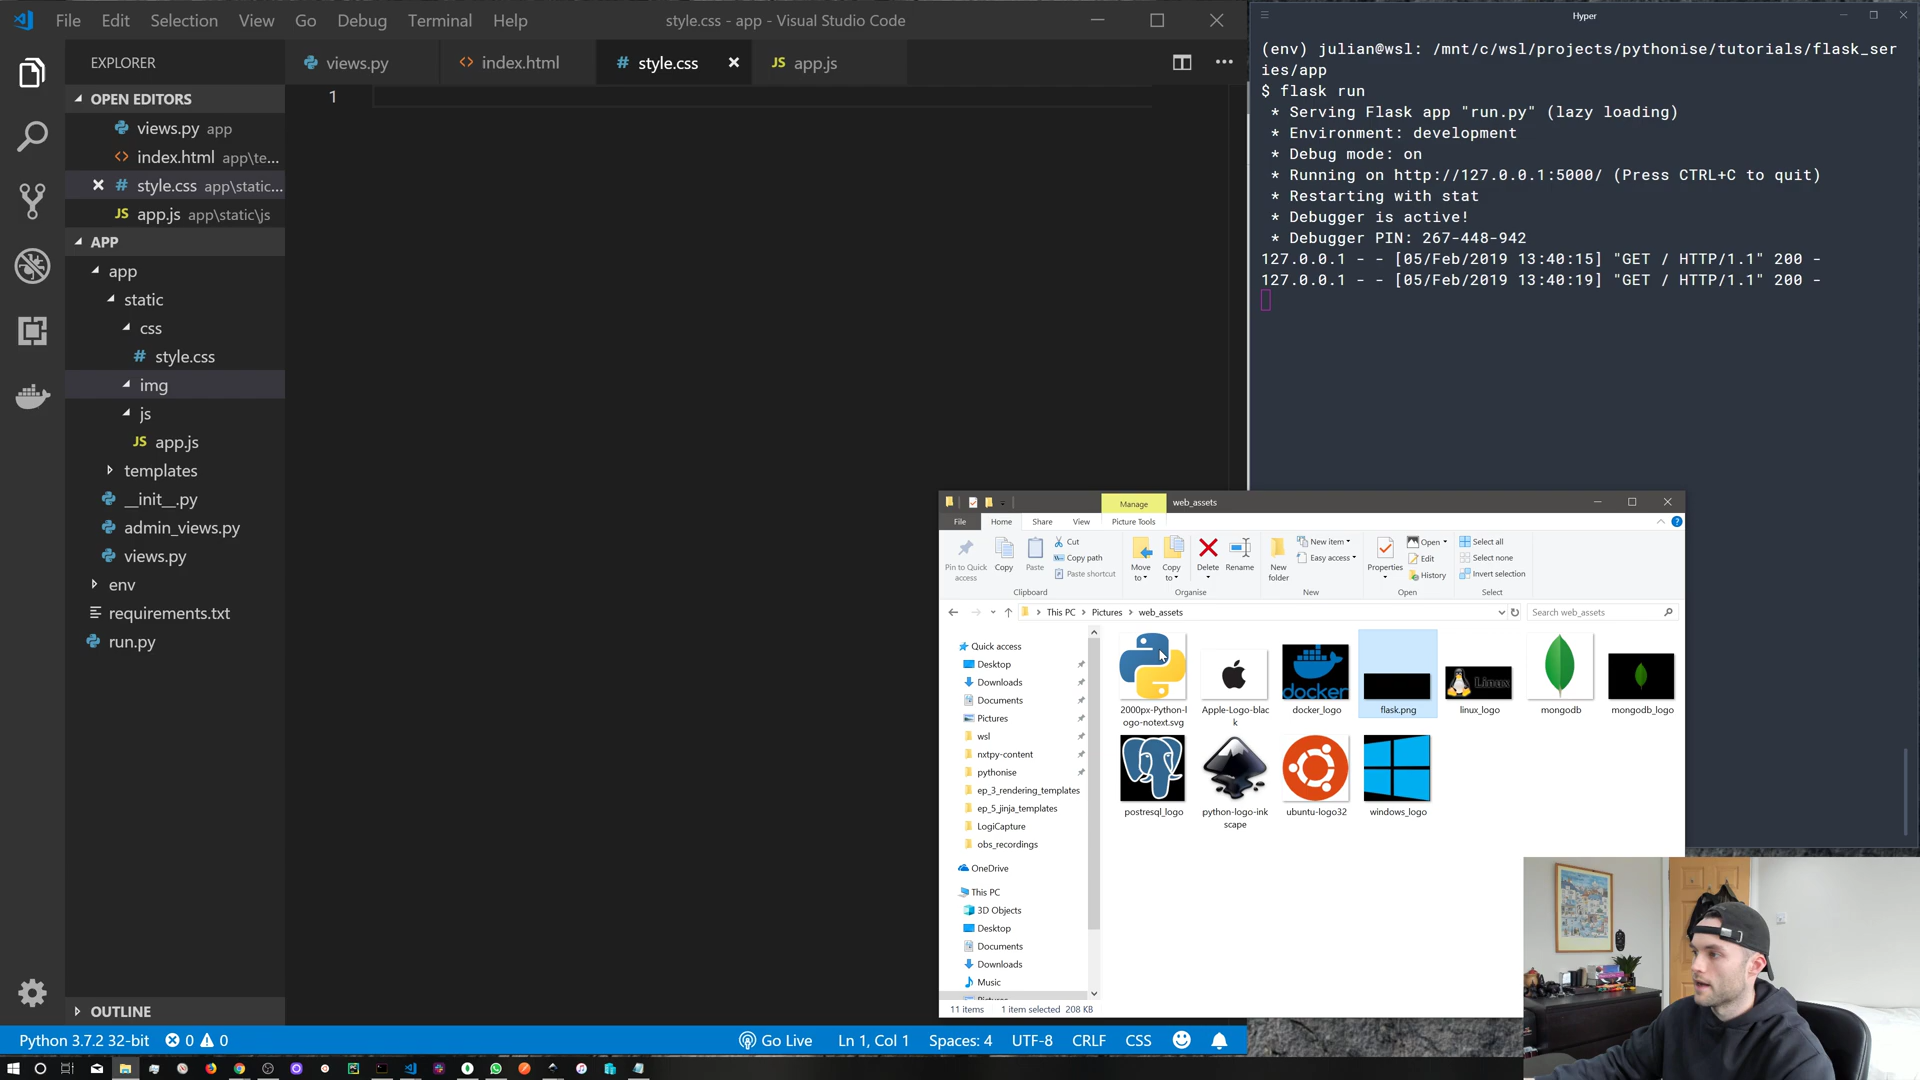 File Edit Selection View Go Debug Terminal Help
style.css - app - Visual Studio Code
EXPLORER
OPEN EDITORS
views.py app
index.html app\te...
style.css app\static...
JS app.js app\static\js
APP
app
static
css
# style.css
img
js
JS app.js
templates
__init__.py
admin_views.py
views.py
env
requirements.txt
run.py
OUTLINE
views.py
<> index.html
# style.css
JS app.js
1
Python 3.7.2 32-bit 0 0
Go Live Ln 1, Col 1 Spaces: 4 UTF-8 CRLF CSS
Hyper
(env) julian@wsl: /mnt/c/wsl/projects/pythonise/tutorials/flask_ser
ies/app
$ flask run
* Serving Flask app "run.py" (lazy loading)
* Environment: development
* Debug mode: on
* Running on http://127.0.0.1:5000/ (Press CTRL+C to quit)
* Restarting with stat
* Debugger is active!
* Debugger PIN: 267-448-942
127.0.0.1 - - [05/Feb/2019 13:40:15] "GET / HTTP/1.1" 200 -
127.0.0.1 - - [05/Feb/2019 13:40:19] "GET / HTTP/1.1" 200 -
Manage web_assets
File Home Share View Picture Tools
Pin to Quick access
Copy
Paste
Cut
Copy path
Paste shortcut
Clipboard
Move to
Copy to
Delete
Rename
Organise
New folder
New item
Easy access
New
Properties
Open
Edit
History
Open
Select all
Select none
Invert selection
Select
This PC > Pictures > web_assets
Search web_assets
Quick access
Desktop
Downloads
Documents
Pictures
wsl
nxtpy-content
pythonise
ep_3_rendering_templates
ep_5_jinja_templates
LogiCapture
obs_recordings
OneDrive
This PC
3D Objects
Desktop
Documents
Downloads
Music
2000px-Python-l
ogo-notext.svg
Apple-Logo-blac
k
docker
docker_logo
flask.png
Linux
linux_logo
mongodb
mongodb_logo
postresql_logo
python-logo-ink
scape
ubuntu-logo32
windows_logo
11 items 1 item selected 208 KB